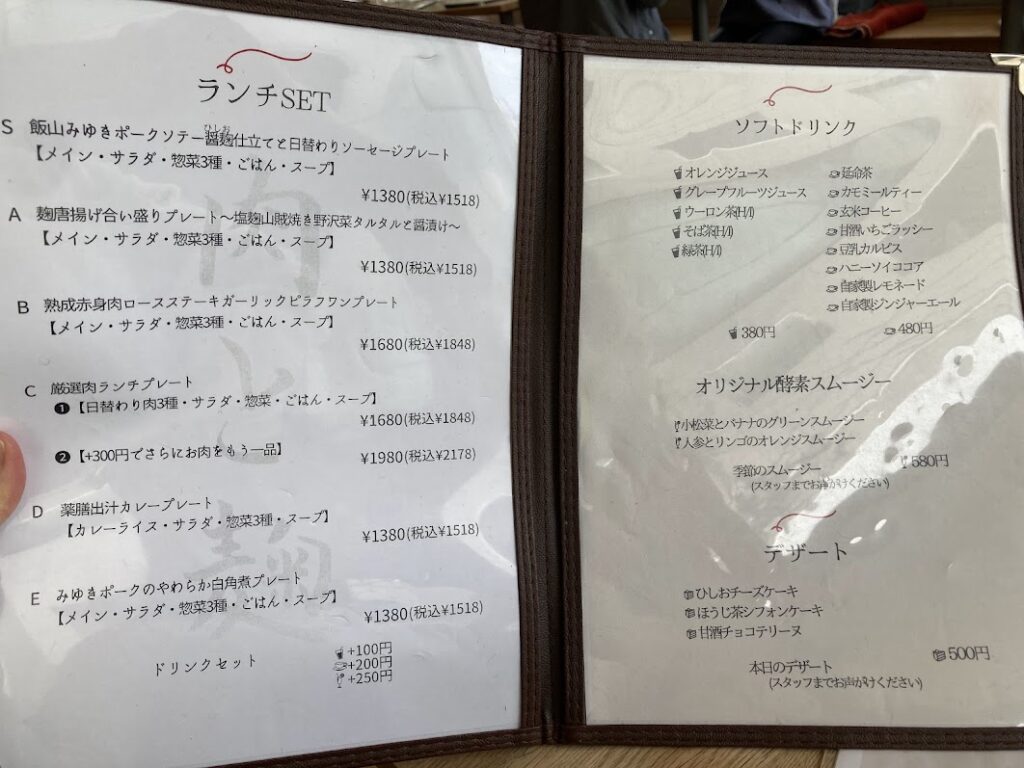 ランチSET
ひしお
S 飯山みゆきポークソテー醤麹仕立てと日替わりソーセージプレート
【メイン・サラダ・惣菜3種・ごはん・スープ】
¥1380(税込¥1518)
A 麹唐揚げ合い盛りプレート～塩麹山賊焼き野沢菜タルタルと醤漬け～
【メイン・サラダ・惣菜3種・ごはん・スープ】
¥1380(税込¥1518)
B 熟成赤身肉ロースステーキガーリックピラフワンプレート
【メイン・サラダ・惣菜3種・ごはん・スープ】
¥1680(税込¥1848)
C 厳選肉ランチプレート
❶【日替わり肉3種・サラダ・惣菜・ごはん・スープ】
¥1680(税込¥1848)
❷【+300円でさらにお肉をもう一品】
¥1980(税込¥2178)
D 薬膳出汁カレープレート
【カレーライス・サラダ・惣菜3種・スープ】
¥1380(税込¥1518)
E みゆきポークのやわらか白角煮プレート
【メイン・サラダ・惣菜3種・ごはん・スープ】
¥1380(税込¥1518)
ドリンクセット
+100円
+200円
+250円
肉と麹
ソフトドリンク
オレンジジュース
グレープフルーツジュース
ウーロン茶(H/I)
そば茶(H/I)
緑茶(H/I)
380円
延命茶
カモミールティー
玄米コーヒー
甘酒いちごラッシー
豆乳カルピス
ハニーソイココア
自家製レモネード
自家製ジンジャーエール
480円
オリジナル酵素スムージー
小松菜とバナナのグリーンスムージー
人参とリンゴのオレンジスムージー
580円
季節のスムージー
(スタッフまでお声がけください)
デザート
ひしおチーズケーキ
ほうじ茶シフォンケーキ
甘酒チョコテリーヌ
500円
本日のデザート
(スタッフまでお声がけください)